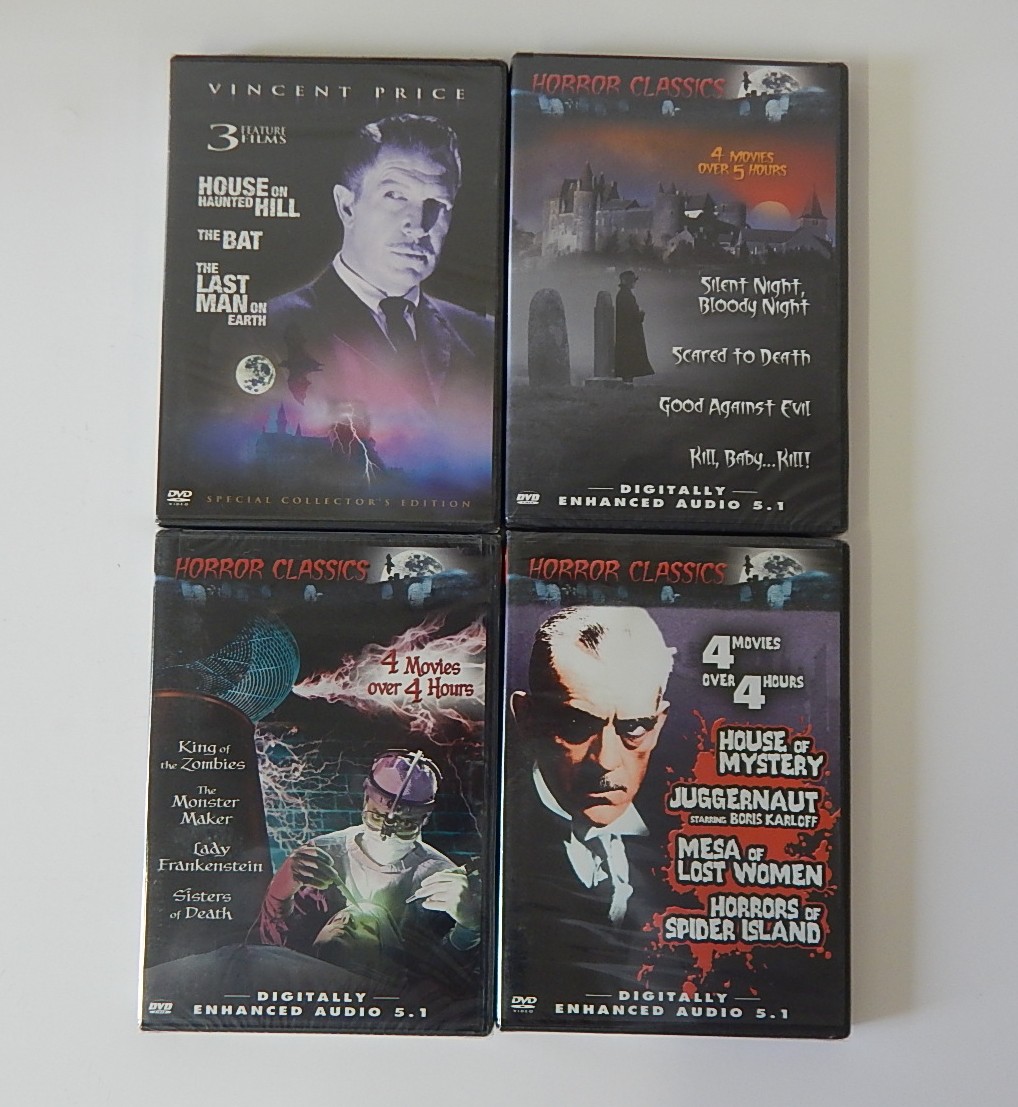 VINCENT PRICE
3 FEATURE FILMS
HOUSE ON
HAUNTED HILL
THE BAT
THE
LAST
MAN ON
EARTH
DVD
VIDEO
SPECIAL COLLECTOR'S EDITION
HORROR CLASSICS
4 MOVIES
OVER 5 HOURS
Silent Night,
Bloody Night
Scared to Death
Good Against Evil
Kill, Baby...Kill!
DVD
DIGITALLY
ENHANCED AUDIO 5.1
HORROR CLASSICS
4 Movies
over 4 Hours
King of
the Zombies
The
Monster
Maker
Lady
Frankenstein
Sisters
of Death
DVD
DIGITALLY
ENHANCED AUDIO 5.1
HORROR CLASSICS
4 MOVIES
OVER 4 HOURS
HOUSE OF
MYSTERY
JUGGERNAUT
STARRING BORIS KARLOFF
MESA OF
LOST WOMEN
HORRORS OF
SPIDER ISLAND
DVD
VIDEO
DIGITALLY
ENHANCED AUDIO 5.1